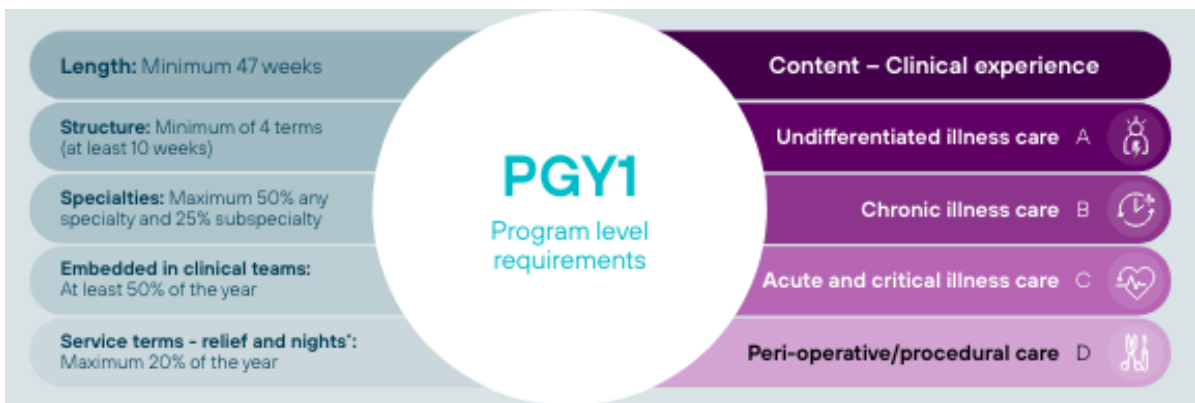 Length: Minimum 47 weeks
Structure: Minimum of 4 terms
(at least 10 weeks)
Specialties: Maximum 50% any
specialty and 25% subspecialty
Embedded in clinical teams:
At least 50% of the year
Service terms - relief and nights*:
Maximum 20% of the year
PGY1
Program level
requirements
Content – Clinical experience
Undifferentiated illness care A
Chronic illness care B
Acute and critical illness care C
Peri-operative/procedural care D